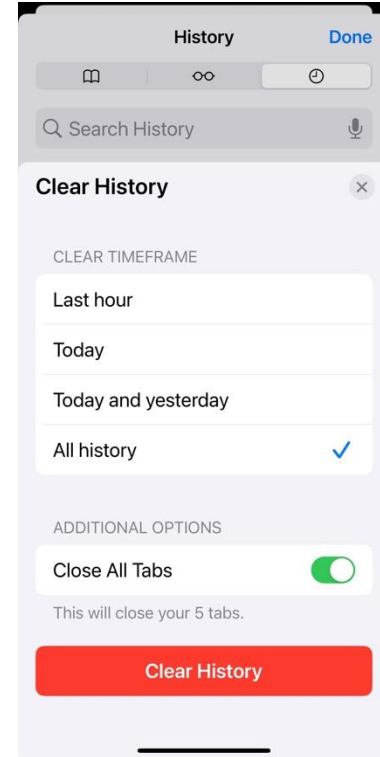 History Done
Search History
Clear History
CLEAR TIMEFRAME
Last hour
Today
Today and yesterday
All history
ADDITIONAL OPTIONS
Close All Tabs
This will close your 5 tabs.
Clear History